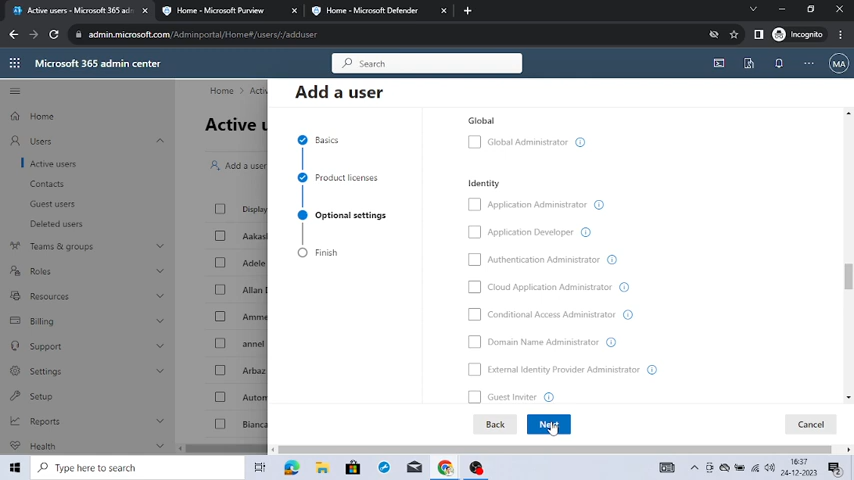 Active users - Microsoft 365 adm
Home - Microsoft Purview
Home - Microsoft Defender
admin.microsoft.com/Adminportal/Home#/users/:/adduser
Incognito
Microsoft 365 admin center
Search
MA
Home
Users
Active users
Contacts
Guest users
Deleted users
Teams & groups
Roles
Resources
Billing
Support
Settings
Setup
Reports
Health
Home > Activ
Active u
Add a user
Display
Aakas
Adele
Allan D
Amme
annel
Arbaz
Autom
Bianca
Add a user
Basics
Product licenses
Optional settings
Finish
Global
Global Administrator
Identity
Application Administrator
Application Developer
Authentication Administrator
Cloud Application Administrator
Conditional Access Administrator
Domain Name Administrator
External Identity Provider Administrator
Guest Inviter
Back
Next
Cancel
Type here to search
16:37
24-12-2023
2